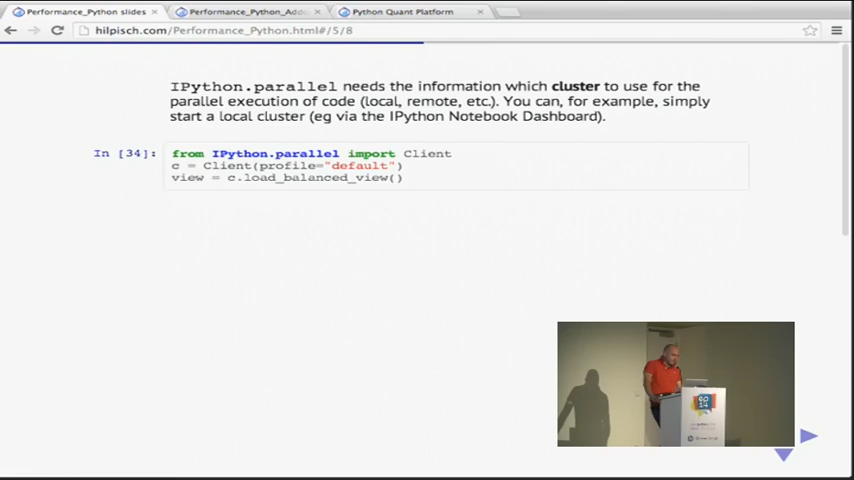 Performance_Python slides
Performance_Python_Add
Python Quant Platform
hilpisch.com/Performance_Python.html#/5/8
IPython.parallel needs the information which cluster to use for the
parallel execution of code (local, remote, etc.). You can, for example, simply
start a local cluster (eg via the IPython Notebook Dashboard).
In [34]:
from IPython.parallel import Client
c = Client(profile="default")
view = c.load_balanced_view()